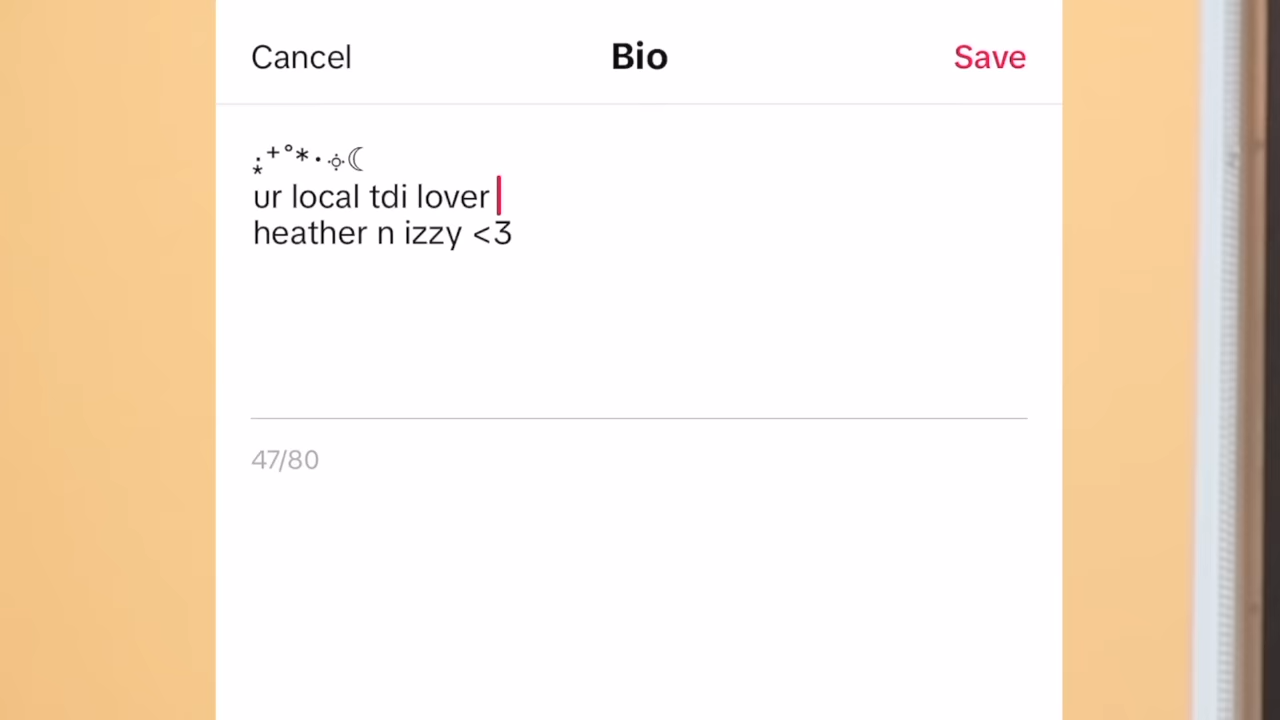 Cancel
Bio
Save
⁏⁺°*•༓☾
ur local tdi lover
heather n izzy <3
47/80